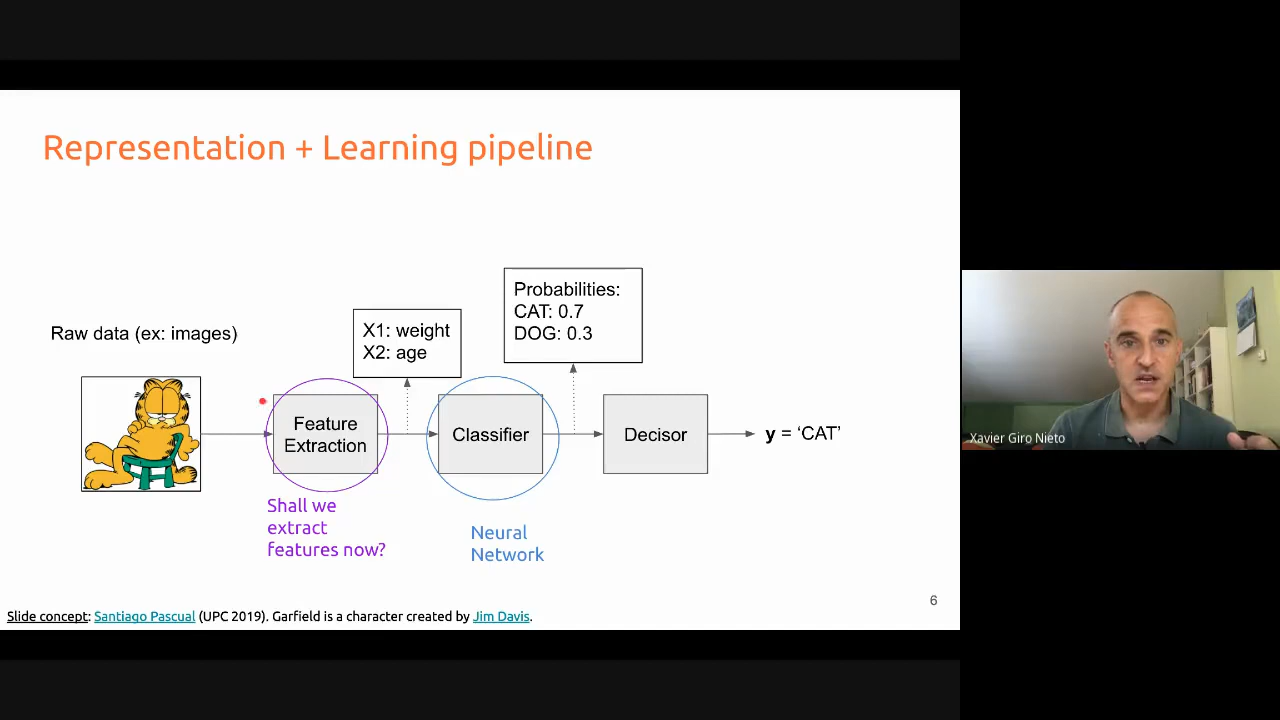 Representation + Learning pipeline
Raw data (ex: images)
X1: weight
X2: age
Probabilities:
CAT: 0.7
DOG: 0.3
Feature
Extraction
Classifier
Decisor
y = ‘CAT’
Shall we
extract
features now?
Neural
Network
Xavier Giro Nieto
6
Slide concept: Santiago Pascual (UPC 2019). Garfield is a character created by Jim Davis.